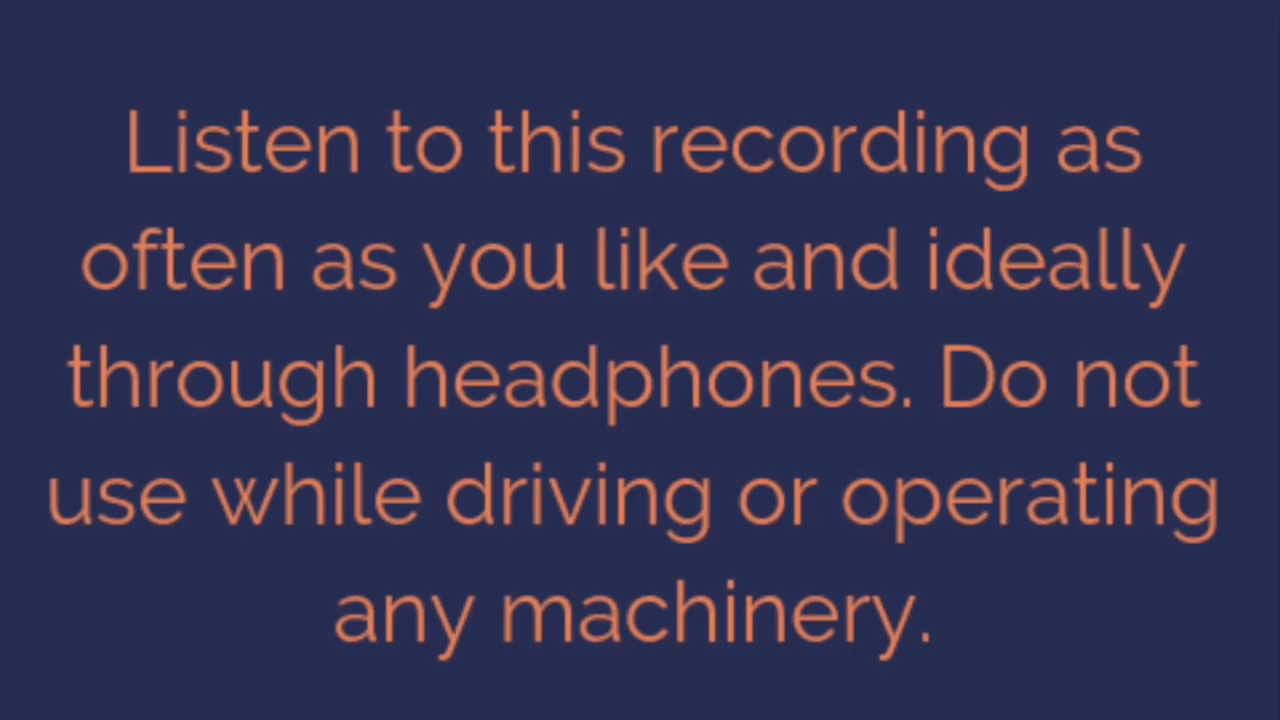 Listen to this recording as
often as you like and ideally
through headphones. Do not
use while driving or operating
any machinery.